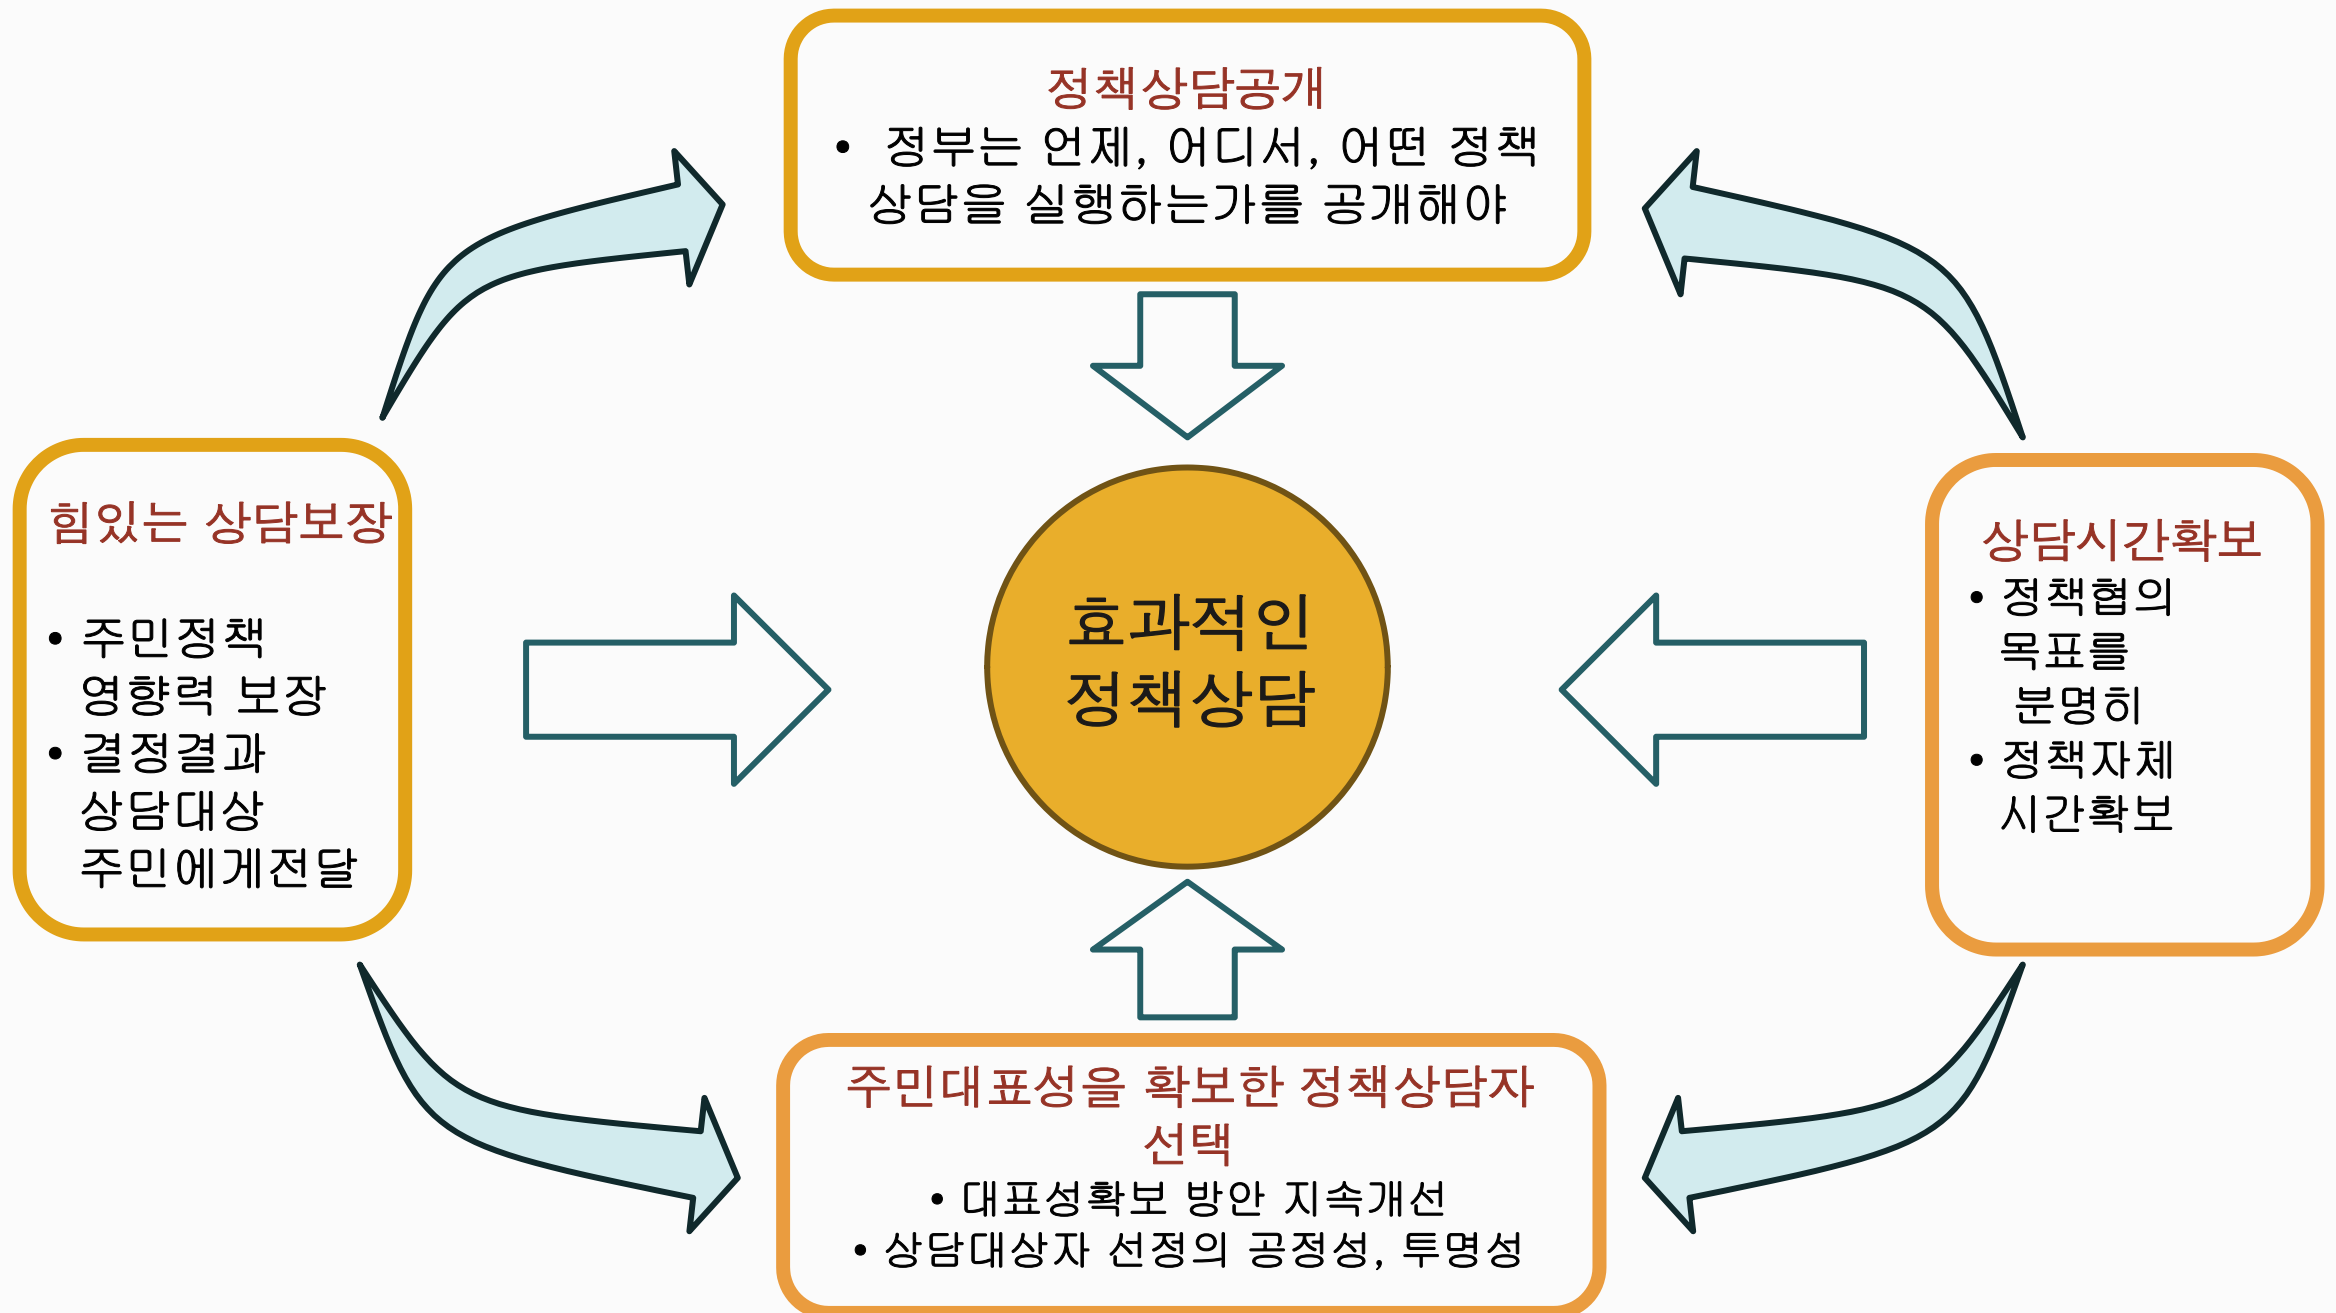 정책상담공개
• 정부는 언제, 어디서, 어떤 정책
상담을 실행하는가를 공개해야
힘있는 상담보장
• 주민정책
영향력 보장
• 결정결과
상담대상
주민에게전달
효과적인
정책상담
상담시간확보
• 정책협의
목표를
분명히
• 정책자체
시간확보
주민대표성을 확보한 정책상담자
선택
• 대표성확보 방안 지속개선
• 상담대상자 선정의 공정성, 투명성